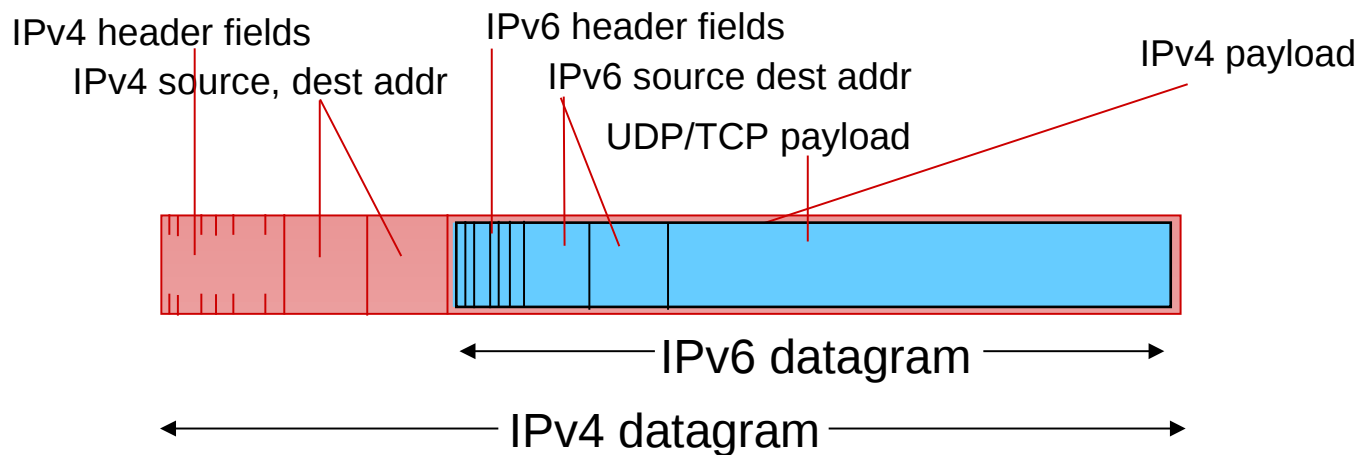 IPv4 header fields
IPv6 header fields
IPv4 payload
IPv4 source, dest addr
IPv6 source dest addr
UDP/TCP payload
IPv6 datagram
IPv4 datagram